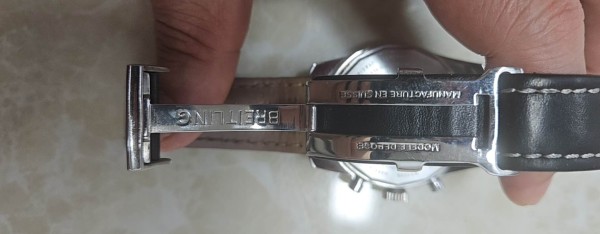 BREITLING
MANUFACTURE EN SUISSE
MODELE DEPOSE